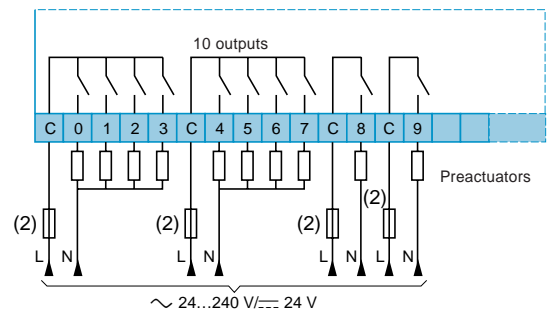 10 outputs
C 0 1 2 3 C 4 5 6 7 C 8 C 9
Preactuators
(2) (2) (2) (2)
L N L N L N L N
24...240 V/ 24 V